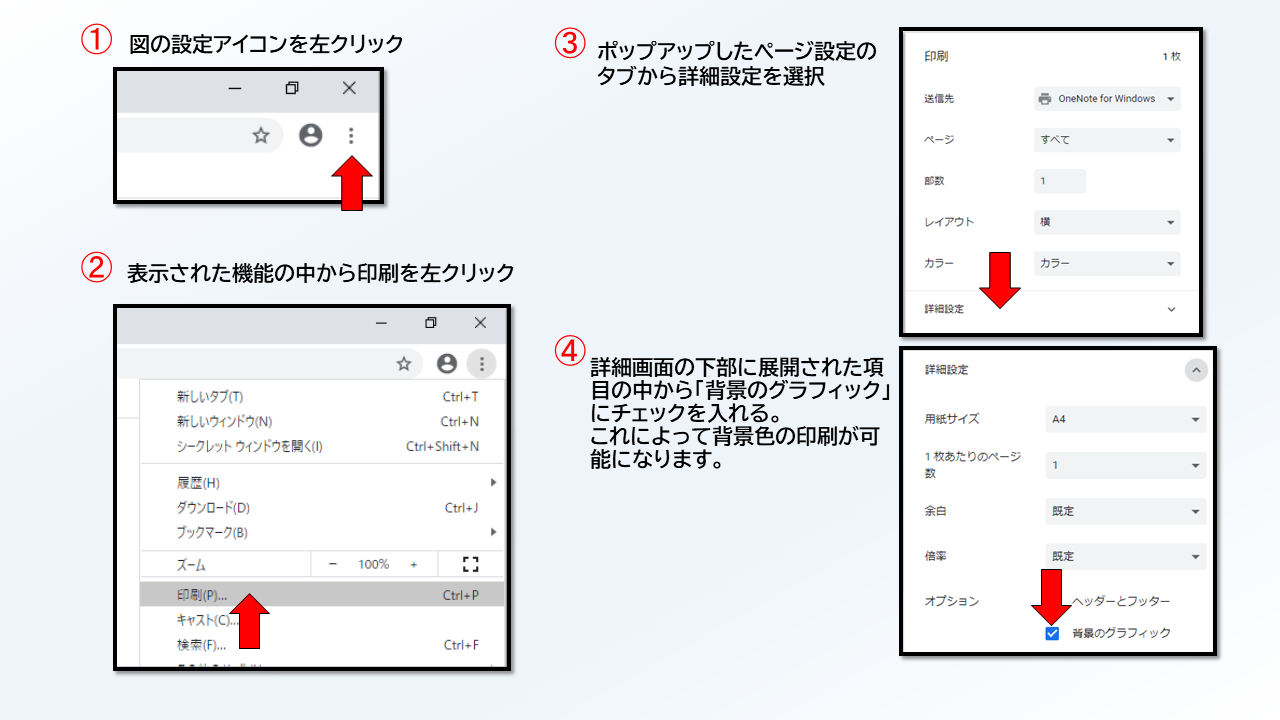 ① 図の設定アイコンを左クリック
② 表示された機能の中から印刷を左クリック
新しいタブ(T) Ctrl+T
新しいウィンドウ(N) Ctrl+N
シークレット ウィンドウを開く(I) Ctrl+Shift+N
履歴(H)
ダウンロード(D) Ctrl+J
ブックマーク(B)
ズーム − 100% +
印刷(P)... Ctrl+P
キャスト(C)...
検索(F)... Ctrl+F
③ ポップアップしたページ設定の
タブから詳細設定を選択
印刷 1 枚
送信先 OneNote for Windows
ページ すべて
部数 1
レイアウト 横
カラー カラー
詳細設定
④ 詳細画面の下部に展開された項
目の中から「背景のグラフィック」
にチェックを入れる。
これによって背景色の印刷が可
能になります。
詳細設定
用紙サイズ A4
1 枚あたりのページ
数 1
余白 既定
倍率 既定
オプション ヘッダーとフッター
背景のグラフィック